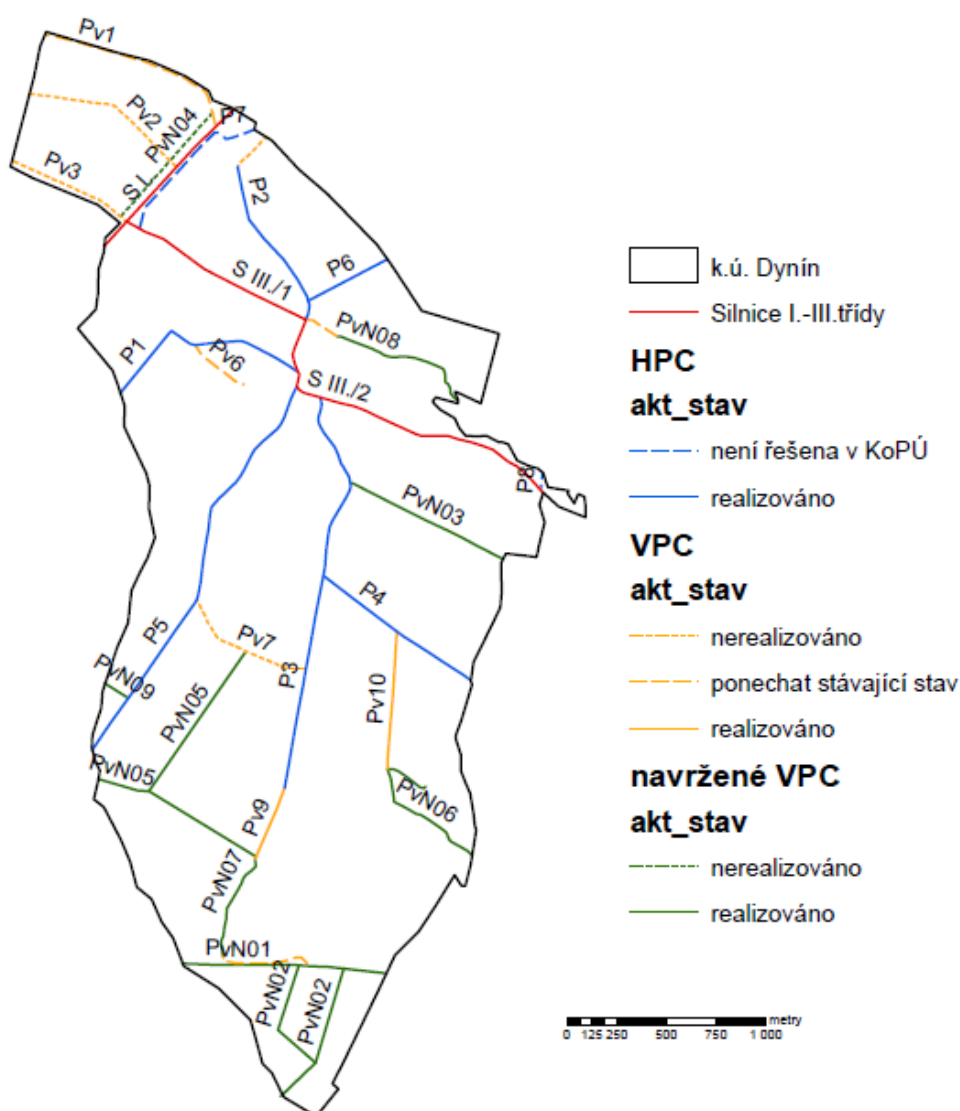 Pv1
Pv2
PvN04
P7
Pv3
S I.
P2
S III./1
P6
PvN08
P1
Pv6
S III./2
P8
PvN03
P4
P5
Pv7
P3
PvN09
PvN05
Pv10
PvN05
PvN06
Pv9
PvN07
PvN01
PvN02
PvN02
k.ú. Dynín
Silnice I.-III.třídy
HPC
akt_stav
není řešena v KoPÚ
realizováno
VPC
akt_stav
nerealizováno
ponechat stávající stav
realizováno
navržené VPC
akt_stav
nerealizováno
realizováno
metry
0 125 250 500 750 1 000